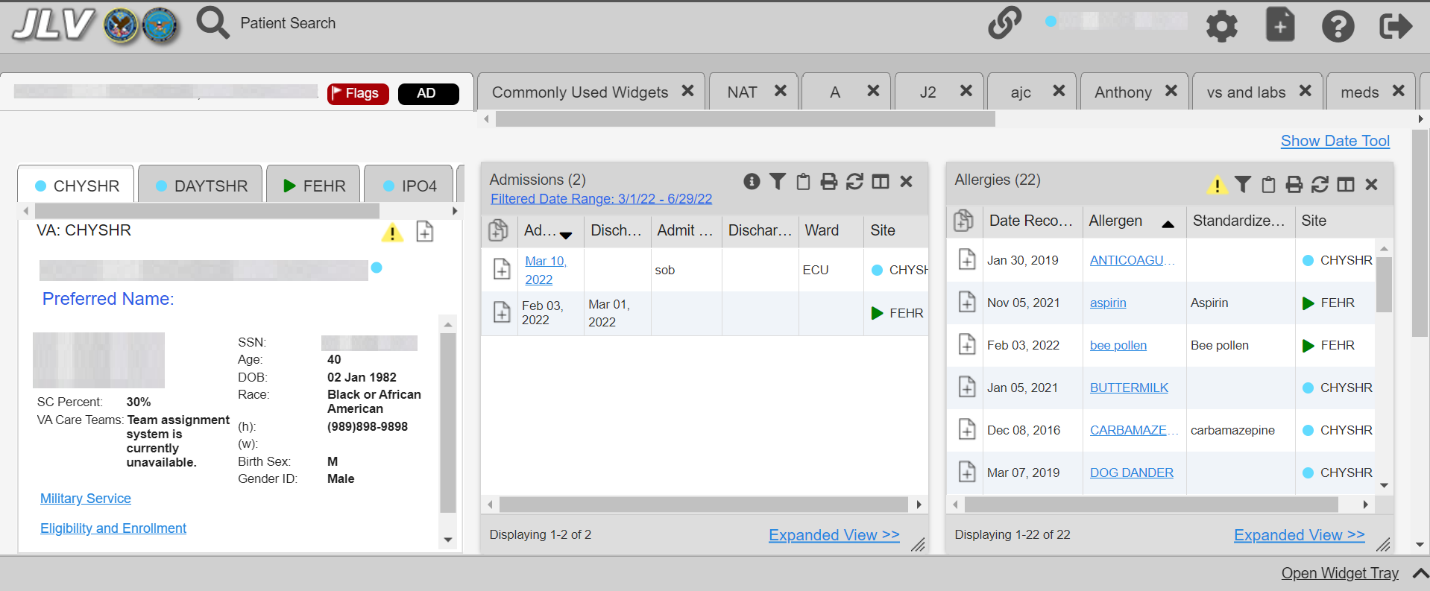 JLV Patient Search
Flags AD Commonly Used Widgets NAT A J2 ajc Anthony vs and labs meds
Show Date Tool
CHYSHR DAYTSHR FEHR IPO4
VA: CHYSHR
Preferred Name:
SSN:
Age: 40
DOB: 02 Jan 1982
Race: Black or African
American
SC Percent: 30%
VA Care Teams: Team assignment
system is
currently
unavailable.
(h): (989)898-9898
(w):
Birth Sex: M
Gender ID: Male
Military Service
Eligibility and Enrollment
Admissions (2)
Filtered Date Range: 3/1/22 - 6/29/22
Ad... Disch... Admit ... Dischar... Ward Site
Mar 10,
2022 sob ECU CHYSH
Feb 03,
2022 Mar 01,
2022 FEHR
Displaying 1-2 of 2 Expanded View >>
Allergies (22)
Date Reco... Allergen Standardize... Site
Jan 30, 2019 ANTICOAGU... CHYSHR
Nov 05, 2021 aspirin Aspirin FEHR
Feb 03, 2022 bee pollen Bee pollen FEHR
Jan 05, 2021 BUTTERMILK CHYSHR
Dec 08, 2016 CARBAMAZE... carbamazepine CHYSHR
Mar 07, 2019 DOG DANDER CHYSHR
Displaying 1-22 of 22 Expanded View >>
Open Widget Tray